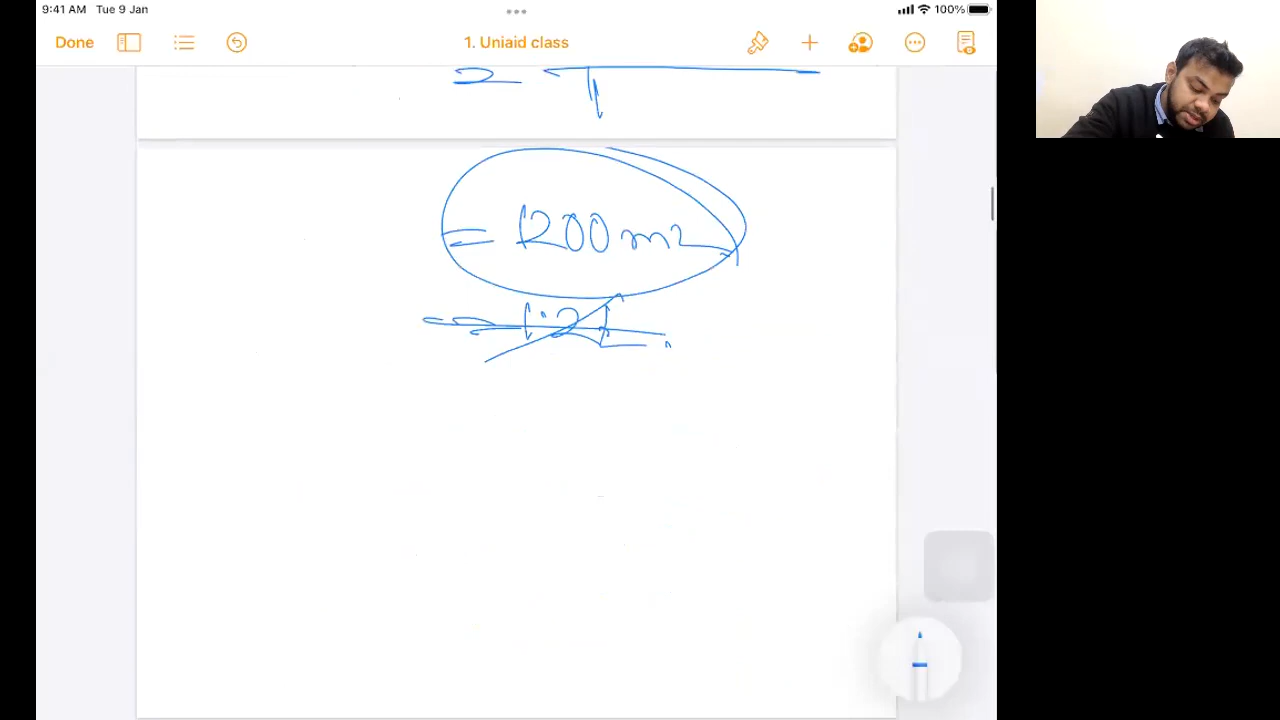 9:41 AM Tue 9 Jan
100%
Done
1. Uniaid class
= 1200 m2